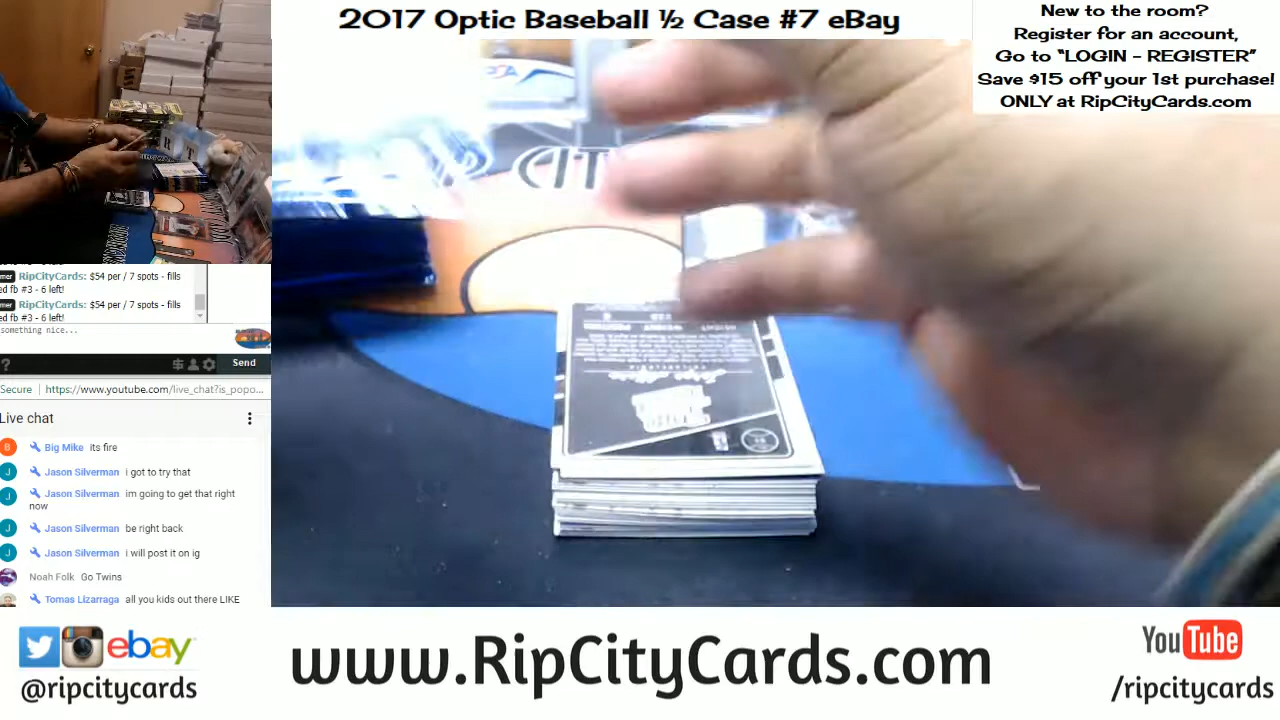 2017 Optic Baseball ½ Case #7 eBay
New to the room?
Register for an account,
Go to “LOGIN - REGISTER”
Save $15 off your 1st purchase!
ONLY at RipCityCards.com
CIT
RipCityCards: $54 per / 7 spots - fills
ed fb #3 - 6 left!
RipCityCards: $54 per / 7 spots - fills
ed fb #3 - 6 left!
something nice...
? Send
Secure https://www.youtube.com/live_chat?is_popo...
Live chat
B Big Mike its fire
J Jason Silverman i got to try that
J Jason Silverman im going to get that right
now
J Jason Silverman be right back
J Jason Silverman i will post it on ig
Noah Folk Go Twins
Tomas Lizarraga all you kids out there LIKE
PHILADELPHIA
ebay
@ripcitycards
www.RipCityCards.com
YouTube
/ripcitycards